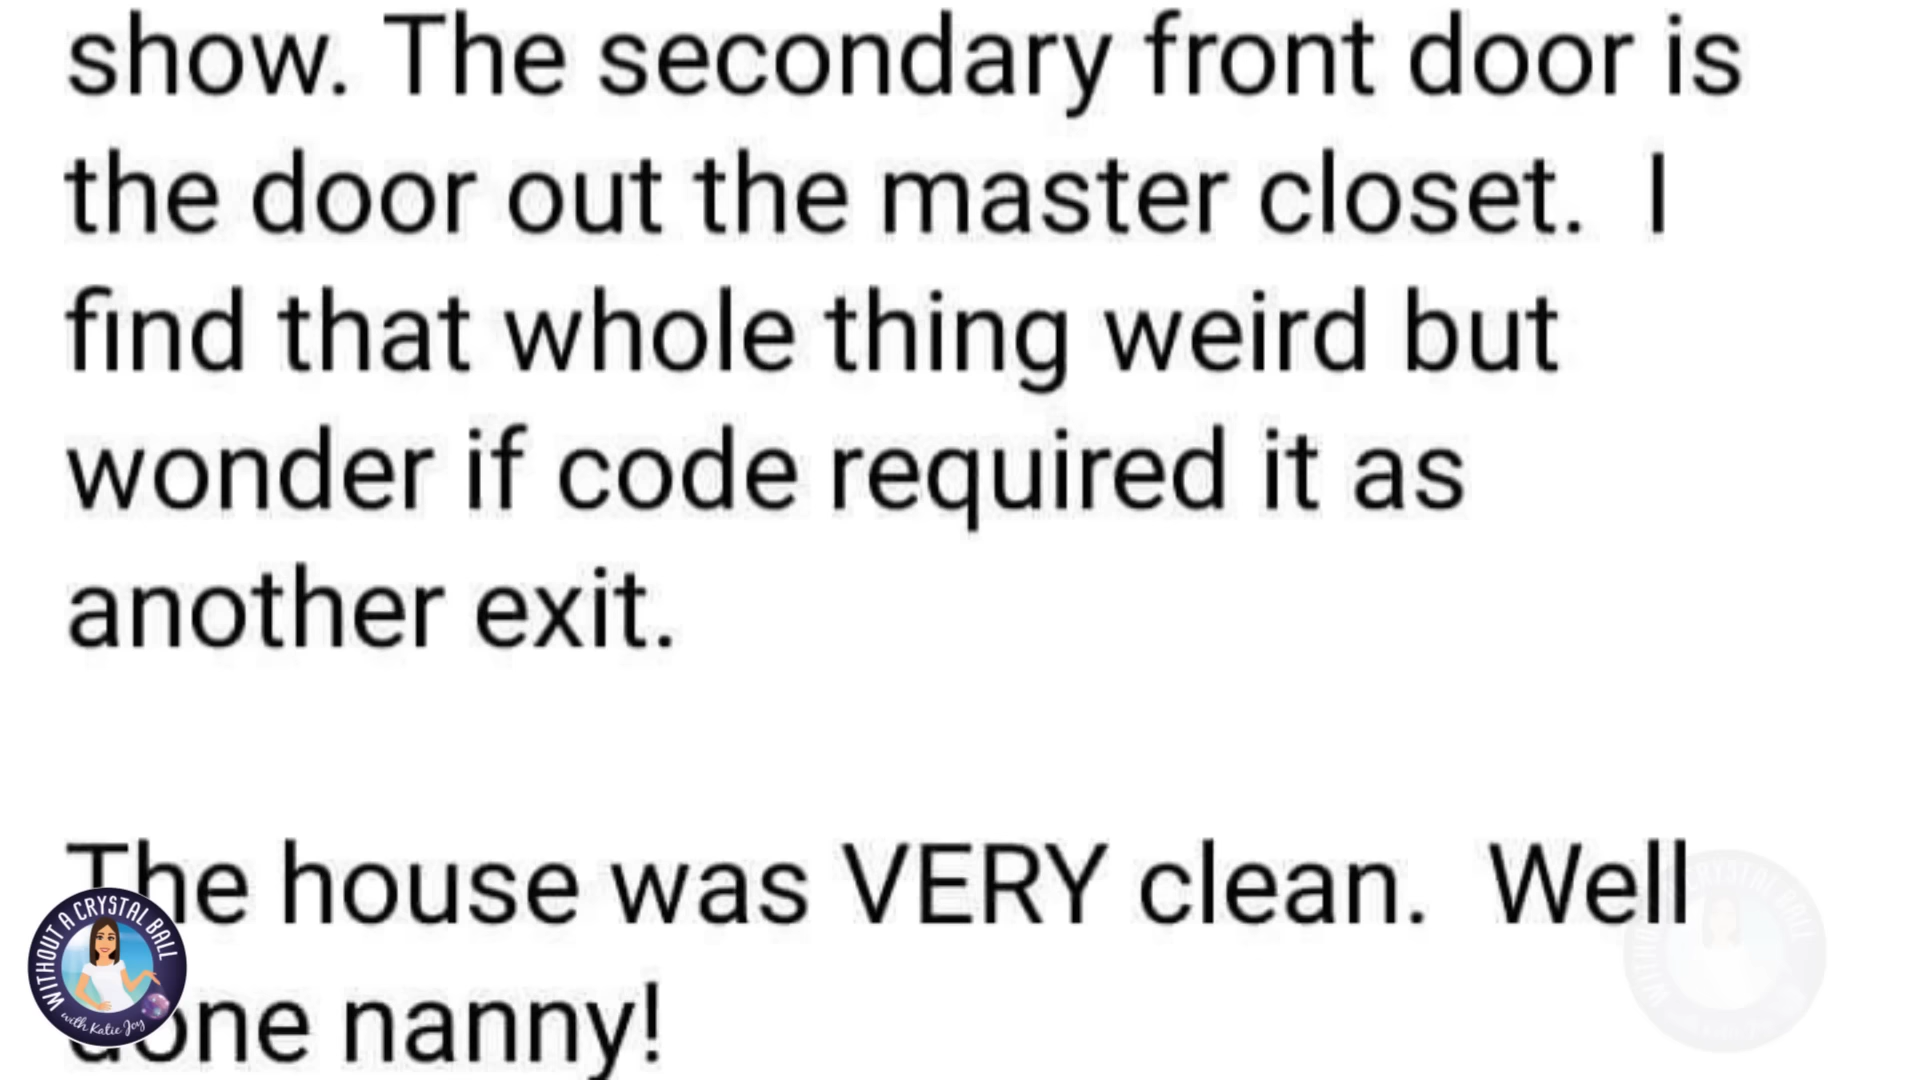 show. The secondary front door is
the door out the master closet.  I
find that whole thing weird but
wonder if code required it as
another exit.
The house was VERY clean.  Well
done nanny!
WITHOUT A CRYSTAL BALL
with Katie Joy